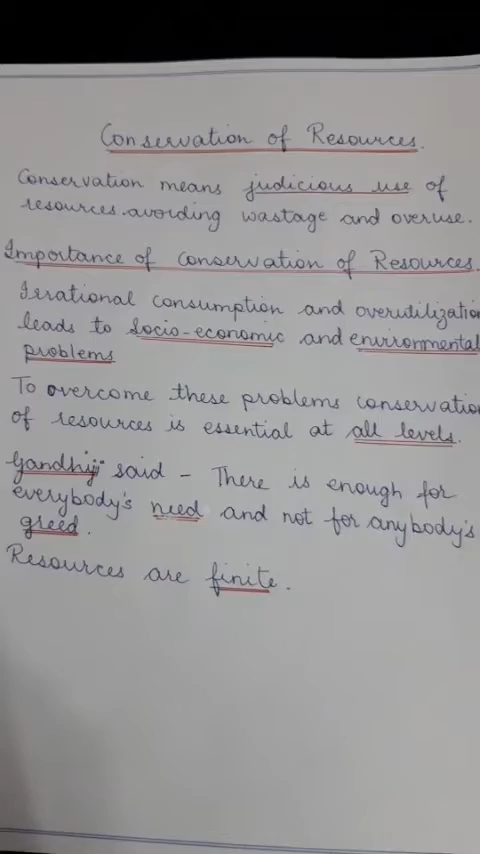 Conservation of Resources.
Conservation means judicious use of
resources. avoiding wastage and overuse.
Importance of Conservation of Resources.
Irrational consumption and overutilization
leads to Socio-economic and environmental
problems
To overcome these problems conservation
of resources is essential at all levels.
Gandhiji said - There is enough for
everybody's need and not for anybody's
greed.
Resources are finite.